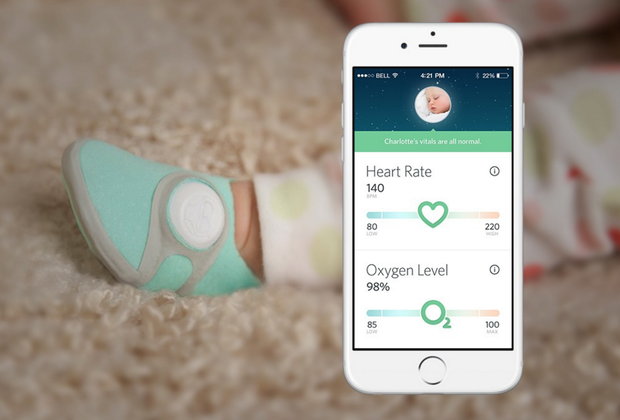 BELL 4:21 PM 22%
Charlotte's vitals are all normal.
Heart Rate
140
BPM
80 220
LOW HIGH
Oxygen Level
98%
O2
85 100
LOW MAX